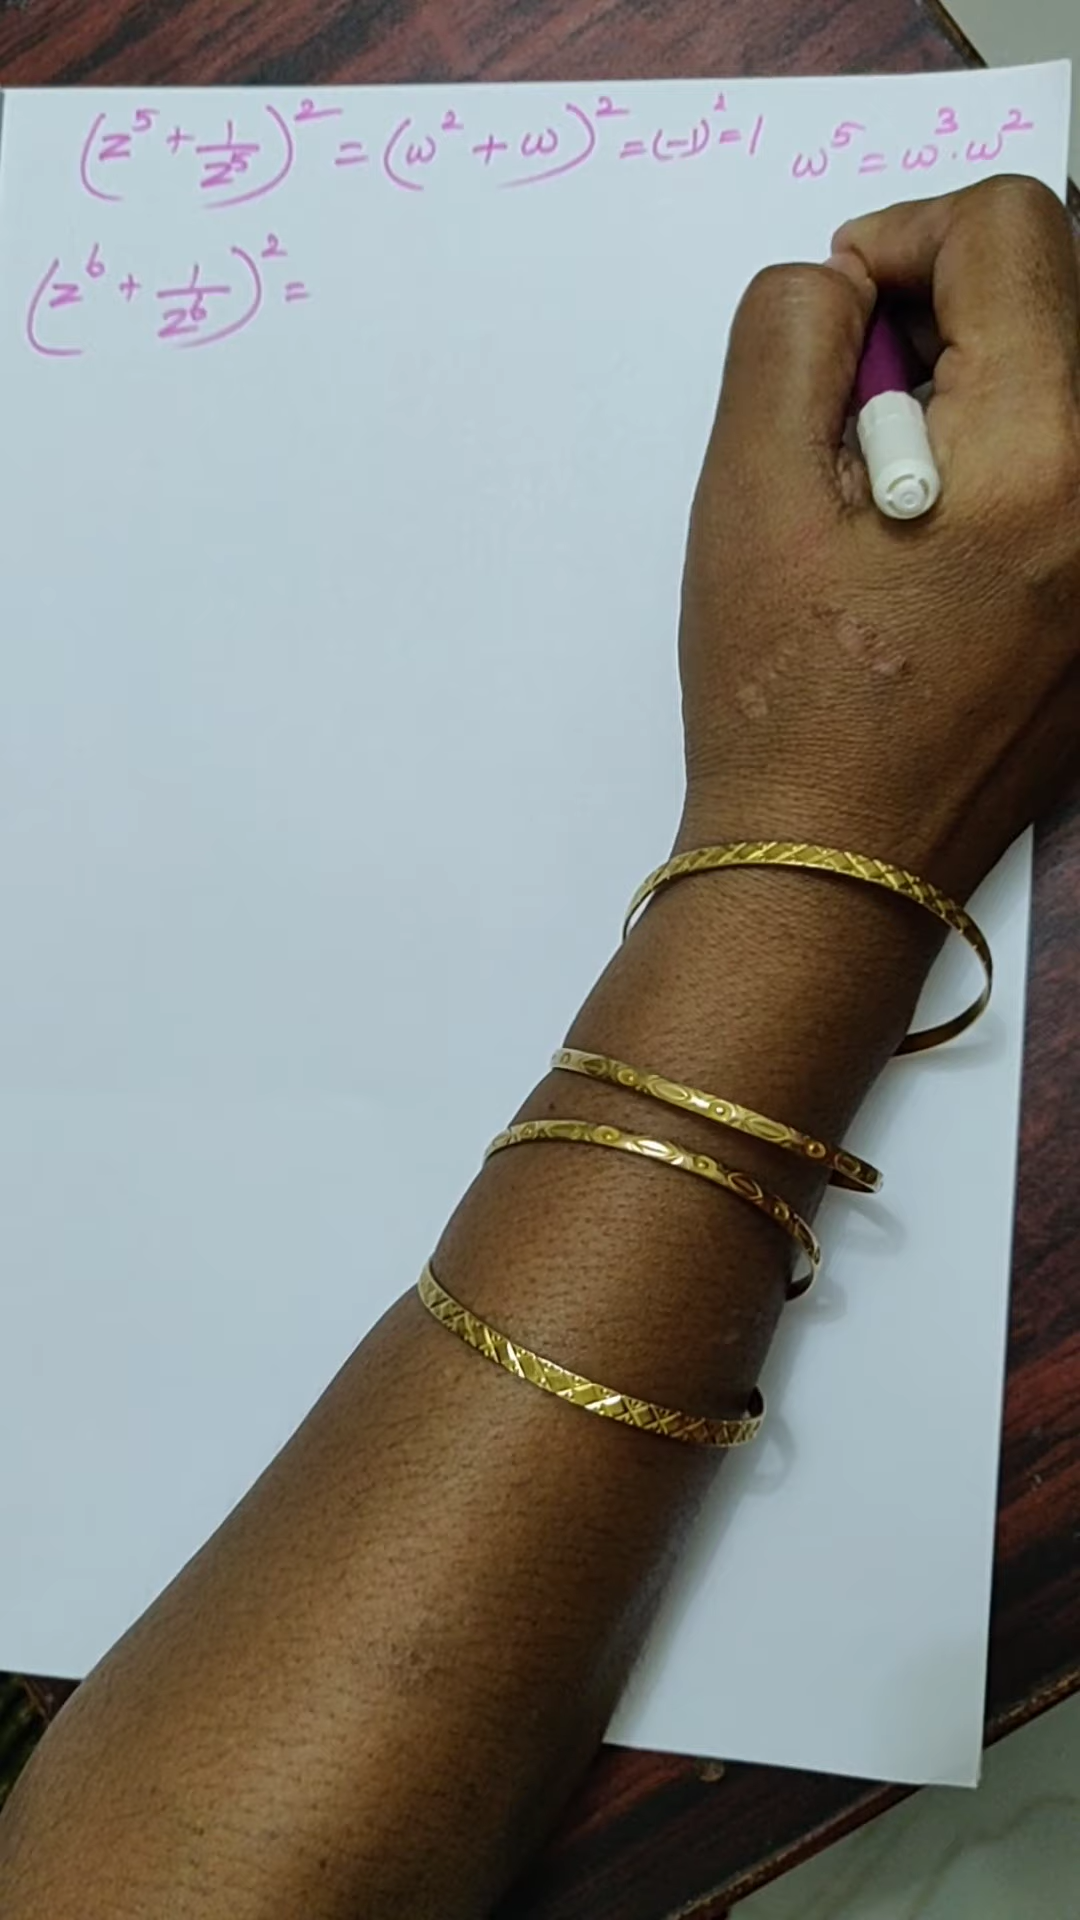 (z⁵ + 1/z⁵)² = (ω² + ω)² = (-1)² = 1 ω⁵ = ω³.ω²
(z⁶ + 1/z⁶)² =